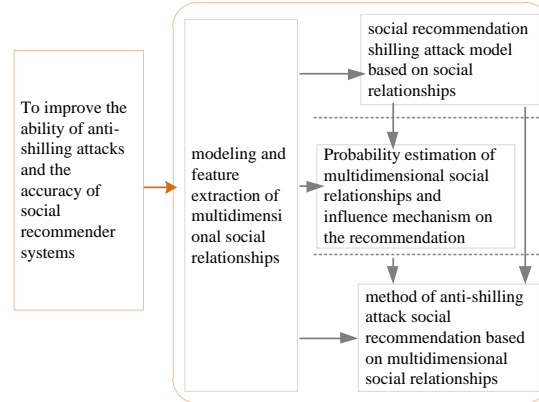 To improve the
ability of anti-
shilling attacks
and the
accuracy of
social
recommender
systems
modeling and
feature
extraction of
multidimensi
onal social
relationships
social recommendation
shilling attack model
based on social
relationships
Probability estimation of
multidimensional social
relationships and
influence mechanism on
the recommendation
method of anti-shilling
attack social
recommendation based
on multidimensional
social relationships